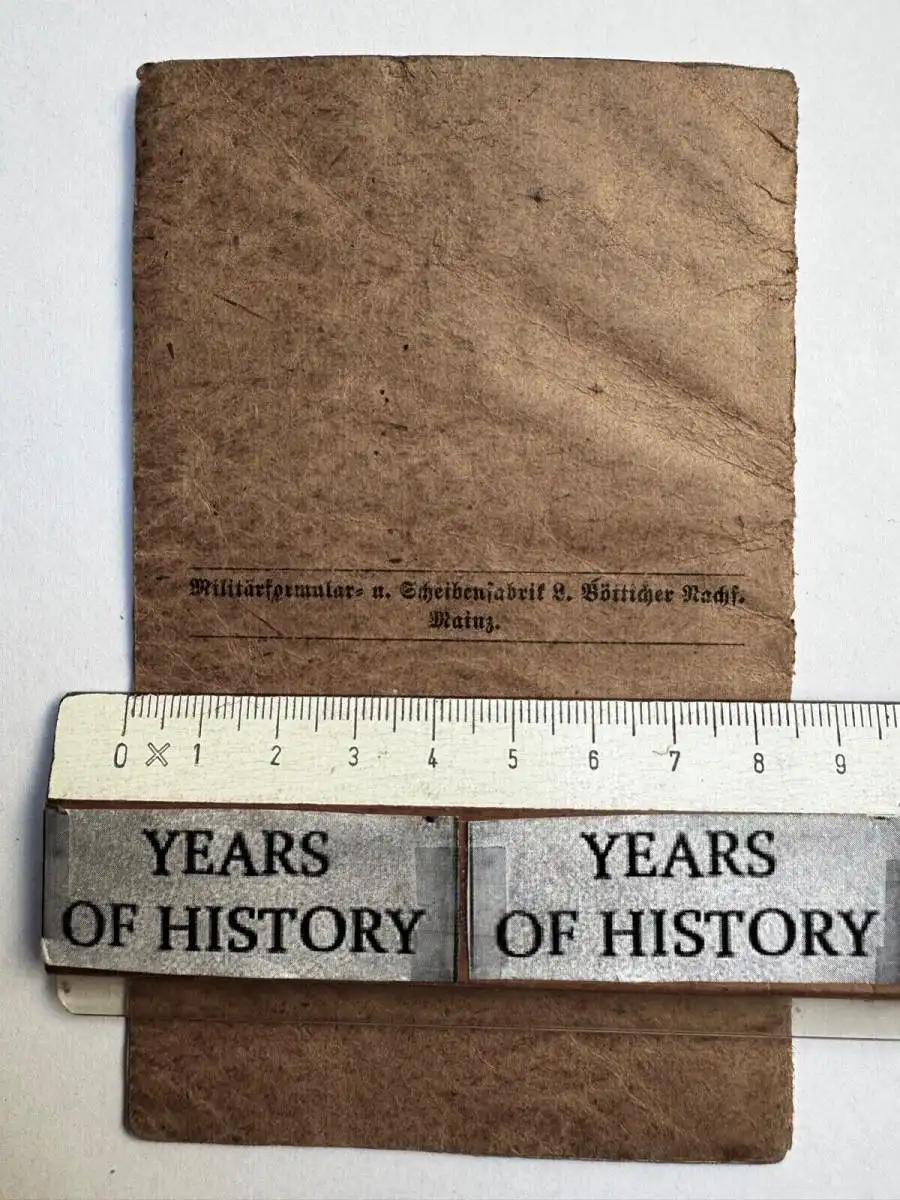 Militärformular- u. Scheibenfabrik L. Bötticher Nachf.
Mainz.
0 1 2 3 4 5 6 7 8 9
YEARS
OF HISTORY
YEARS
OF HISTORY